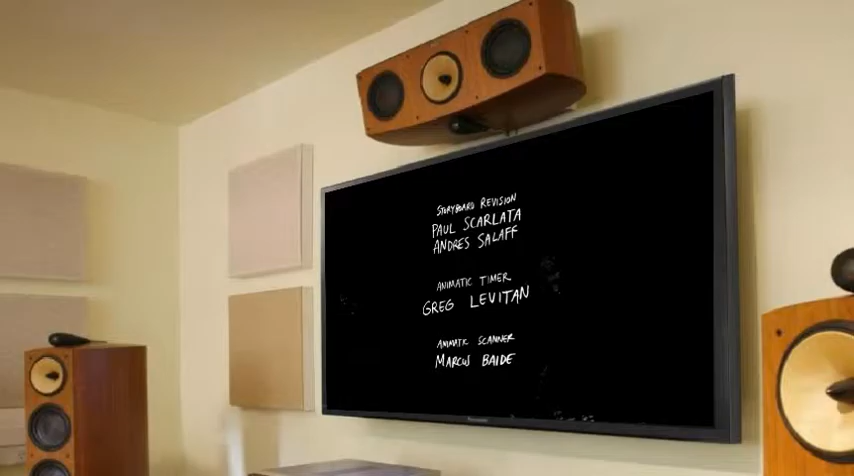 STORYBOARD REVISION
PAUL SCARLATA
ANDRES SALAFF
ANIMATIC TIMER
GREG LEVITAN
ANIMATIC SCANNER
MARCUS BAIDE